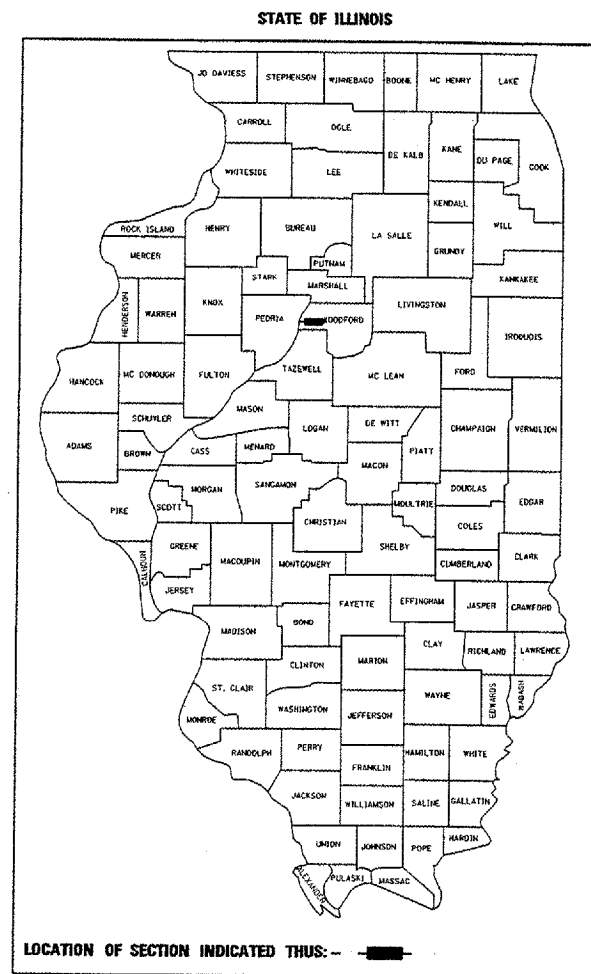 STATE OF ILLINOIS
JO DAVIESS STEPHENSON WINNEBAGO BOONE MC HENRY LAKE
CARROLL OGLE
DE KALB KANE DU PAGE COOK
WHITESIDE LEE
KENDALL
ROCK ISLAND HENRY BUREAU LA SALLE WILL
MERCER PUTNAM GRUNDY
STARK MARSHALL KANKAKEE
HENDERSON WARREN KNOX LIVINGSTON
PEORIA WOODFORD IROQUOIS
HANCOCK MC DONOUGH FULTON TAZEWELL MC LEAN FORD
MASON
SCHUYLER LOGAN DE WITT CHAMPAIGN VERMILION
ADAMS BROWN CASS MENARD PIATT
MACON
MORGAN SANGAMON DOUGLAS
PIKE SCOTT MOULTRIE EDGAR
CHRISTIAN COLES
GREENE SHELBY
CALHOUN MACOUPIN MONTGOMERY CUMBERLAND CLARK
JERSEY
FAYETTE EFFINGHAM JASPER CRAWFORD
MADISON BOND
CLAY RICHLAND LAWRENCE
CLINTON MARION
ST. CLAIR WAYNE EDWARDS WABASH
WASHINGTON JEFFERSON
MONROE
RANDOLPH PERRY HAMILTON WHITE
FRANKLIN
JACKSON WILLIAMSON SALINE GALLATIN
UNION JOHNSON POPE HARDIN
ALEXANDER PULASKI MASSAC
LOCATION OF SECTION INDICATED THUS: -